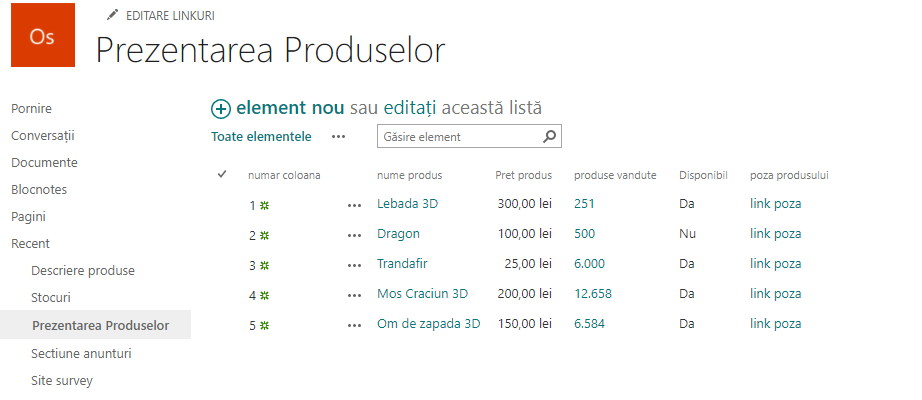 Os
EDITARE LINKURI
Prezentarea Produselor
Pornire
Conversații
Documente
Blocnotes
Pagini
Recent
Descriere produse
Stocuri
Prezentarea Produselor
Sectiune anunturi
Site survey
element nou sau editați această listă
Toate elementele ••• Găsire element
numar coloana nume produs Pret produs produse vandute Disponibil poza produsului
1 ••• Lebada 3D 300,00 lei 251 Da link poza
2 ••• Dragon 100,00 lei 500 Nu link poza
3 ••• Trandafir 25,00 lei 6.000 Da link poza
4 ••• Mos Craciun 3D 200,00 lei 12.658 Da link poza
5 ••• Om de zapada 3D 150,00 lei 6.584 Da link poza